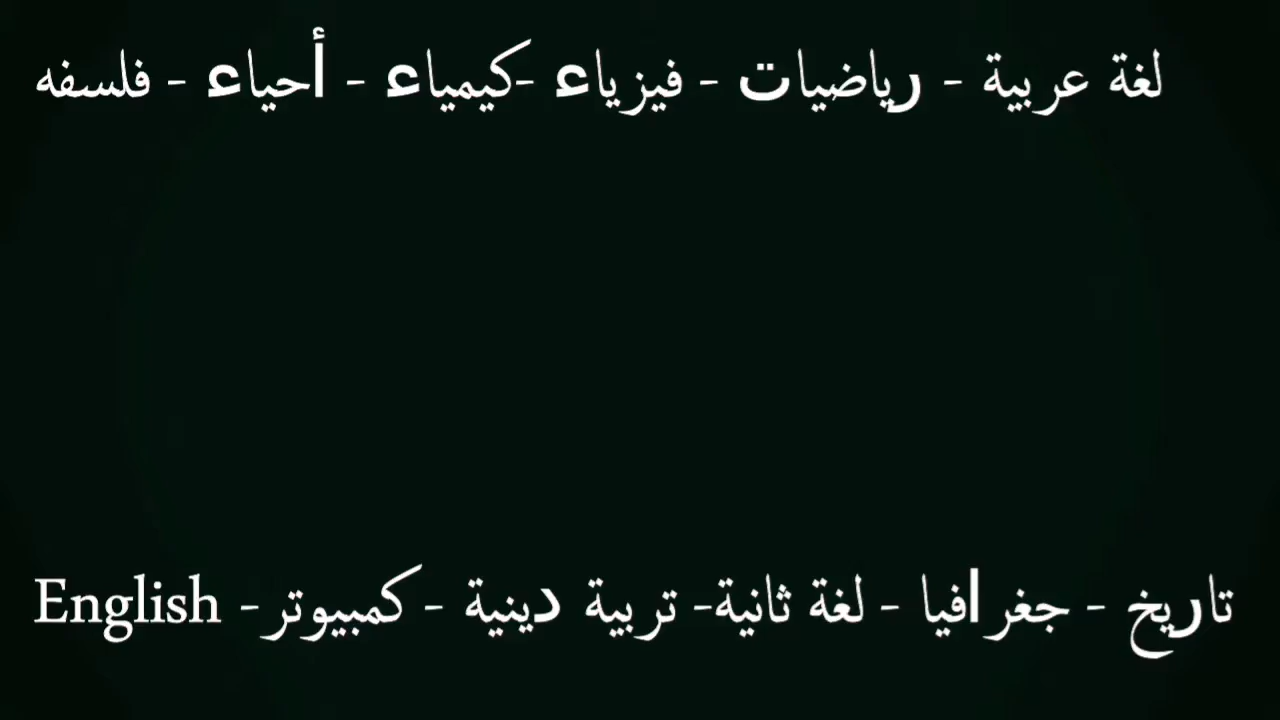 لغة عربية - رياضيات - فيزياء -كيمياء - أحياء - فلسفه
تاريخ - جغرافيا - لغة ثانية- تربية دينية - كمبيوتر- English